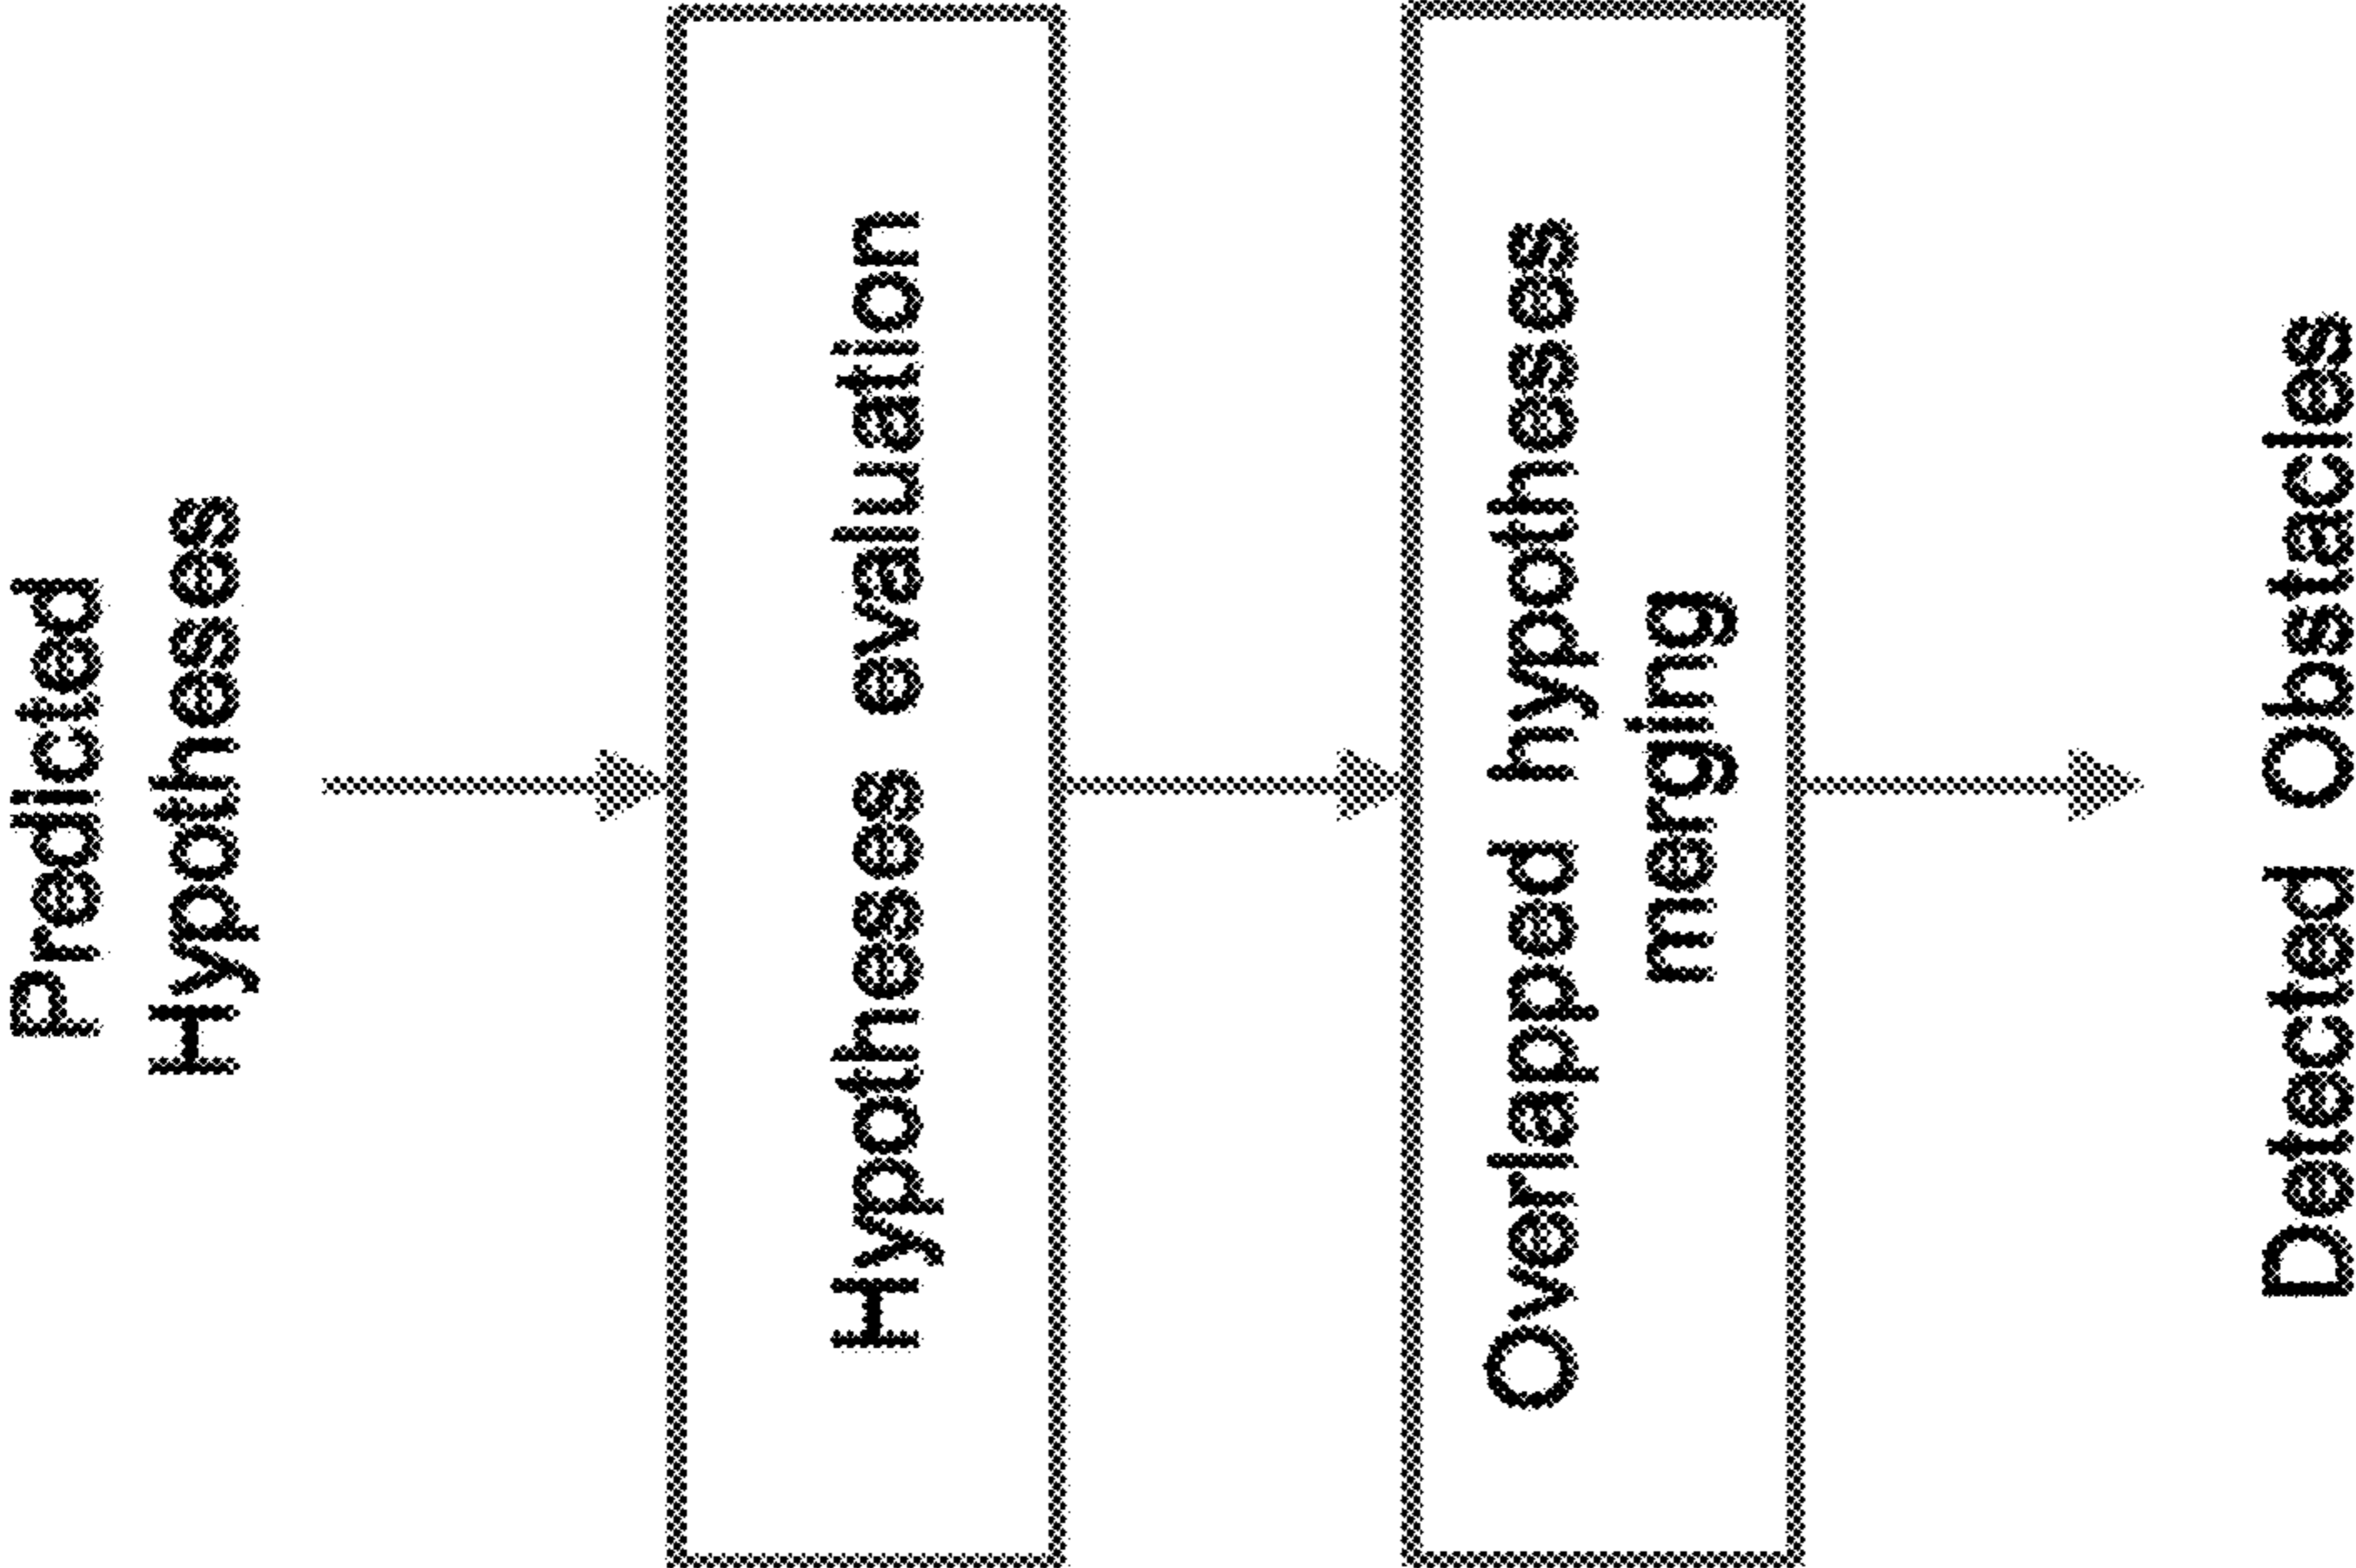 Predicted
Hypotheses
Hypotheses evaluation
Overlapped hypotheses
merging
Detected Obstacles